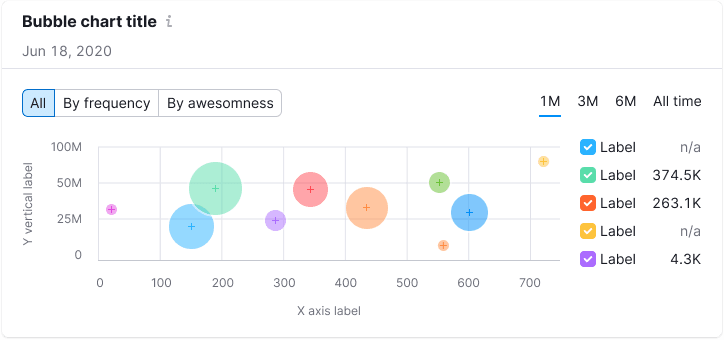 Bubble chart title i
Jun 18, 2020
All By frequency By awesomness
1M 3M 6M All time
Y vertical label
100M
50M
25M
0
0 100 200 300 400 500 600 700
X axis label
Label n/a
Label 374.5K
Label 263.1K
Label n/a
Label 4.3K